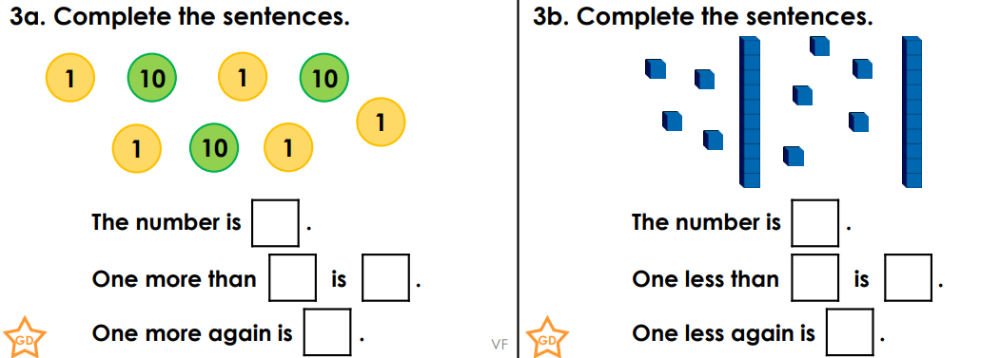 3a. Complete the sentences.
1 10 1 10
1
1 10 1
The number is .
One more than is .
One more again is .
GD
VF
3b. Complete the sentences.
The number is .
One less than is .
One less again is .
GD